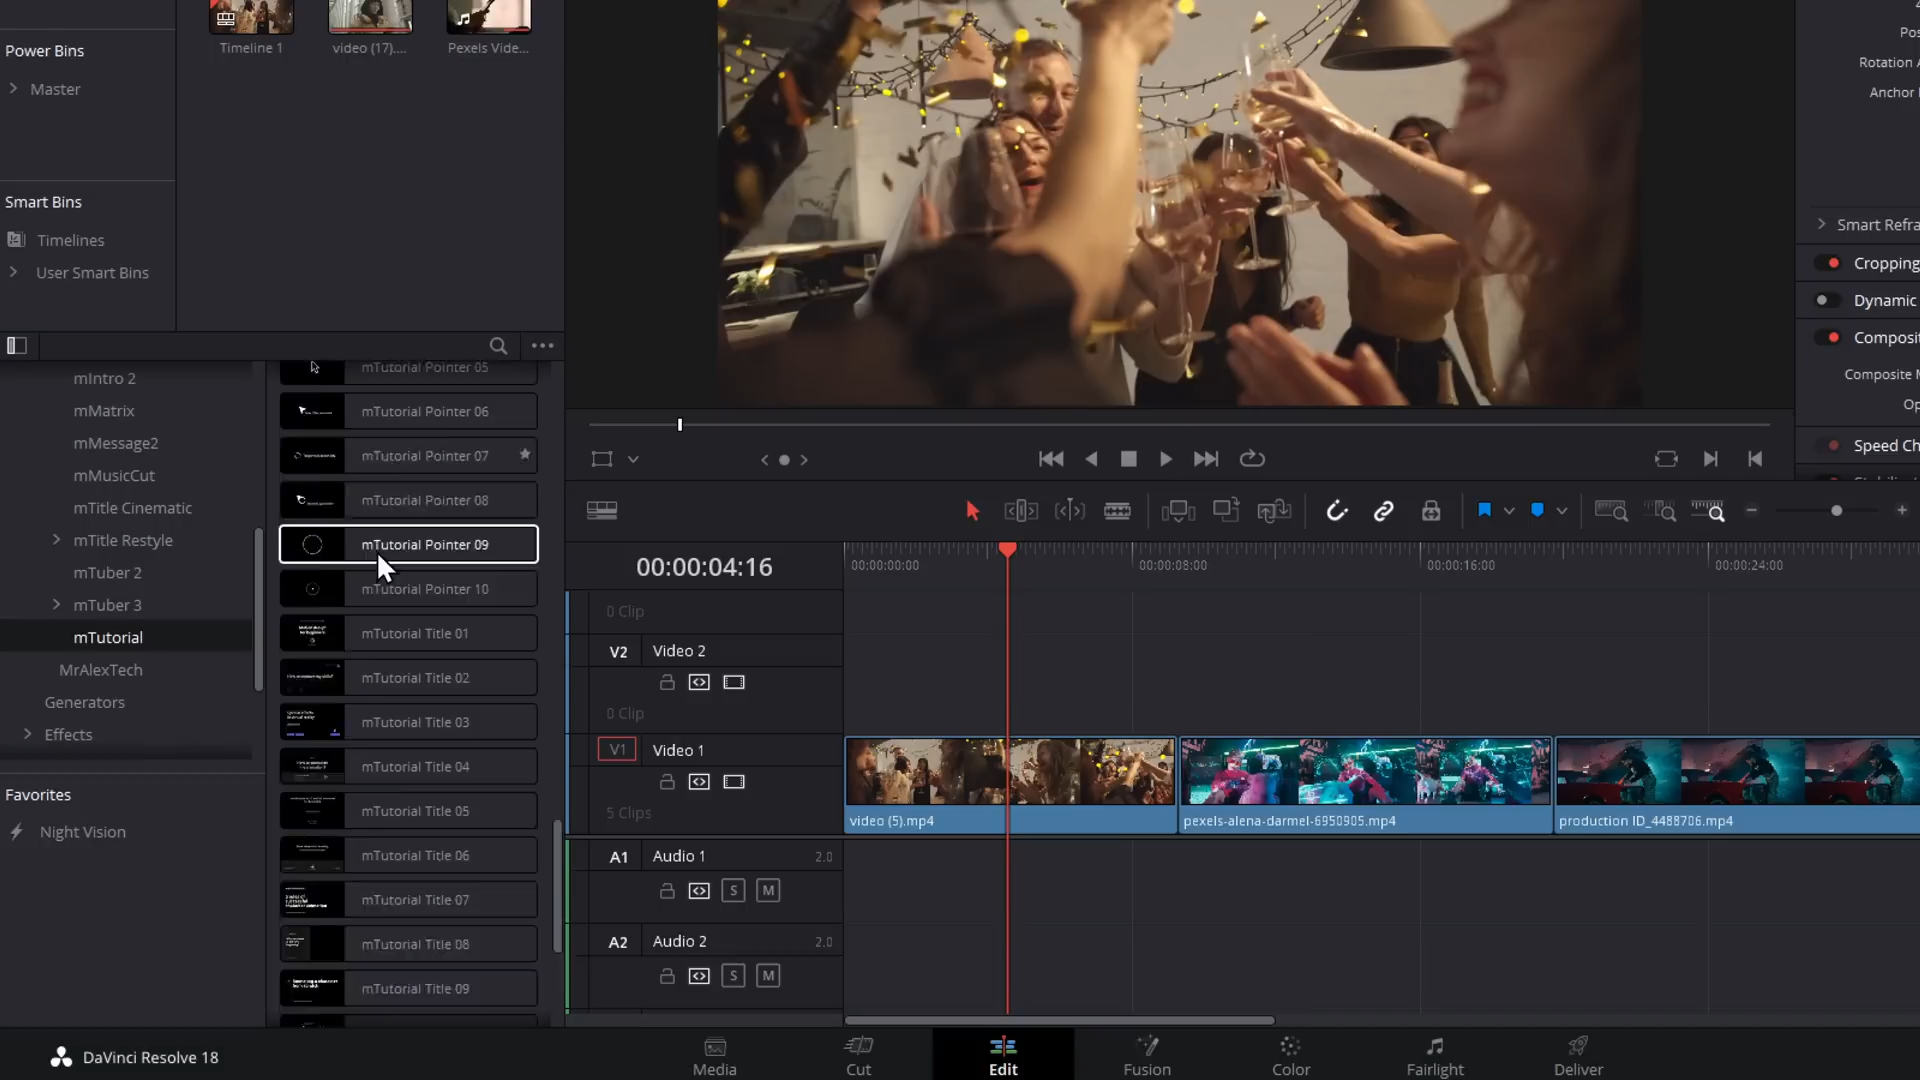 Power Bins
Master
Smart Bins
Timelines
User Smart Bins
Timeline 1
video (17)....
Pexels Vide...
Pos
Rotation A
Anchor
Smart Refra
Cropping
Dynamic
Composit
Composite M
Op
Speed Ch
mIntro 2
mMatrix
mMessage2
mMusicCut
mTitle Cinematic
mTitle Restyle
mTuber 2
mTuber 3
mTutorial
MrAlexTech
Generators
Effects
Favorites
Night Vision
mTutorial Pointer 05
mTutorial Pointer 06
mTutorial Pointer 07
mTutorial Pointer 08
mTutorial Pointer 09
mTutorial Pointer 10
mTutorial Title 01
mTutorial Title 02
mTutorial Title 03
mTutorial Title 04
mTutorial Title 05
mTutorial Title 06
mTutorial Title 07
mTutorial Title 08
mTutorial Title 09
00:00:04:16
00:00:00:00
00:00:08:00
00:00:16:00
00:00:24:00
0 Clip
V2 Video 2
0 Clip
V1 Video 1
5 Clips
video (5).mp4
pexels-alena-darmel-6950905.mp4
production ID_4488706.mp4
A1 Audio 1 2.0
S M
A2 Audio 2 2.0
S M
DaVinci Resolve 18
Media
Cut
Edit
Fusion
Color
Fairlight
Deliver